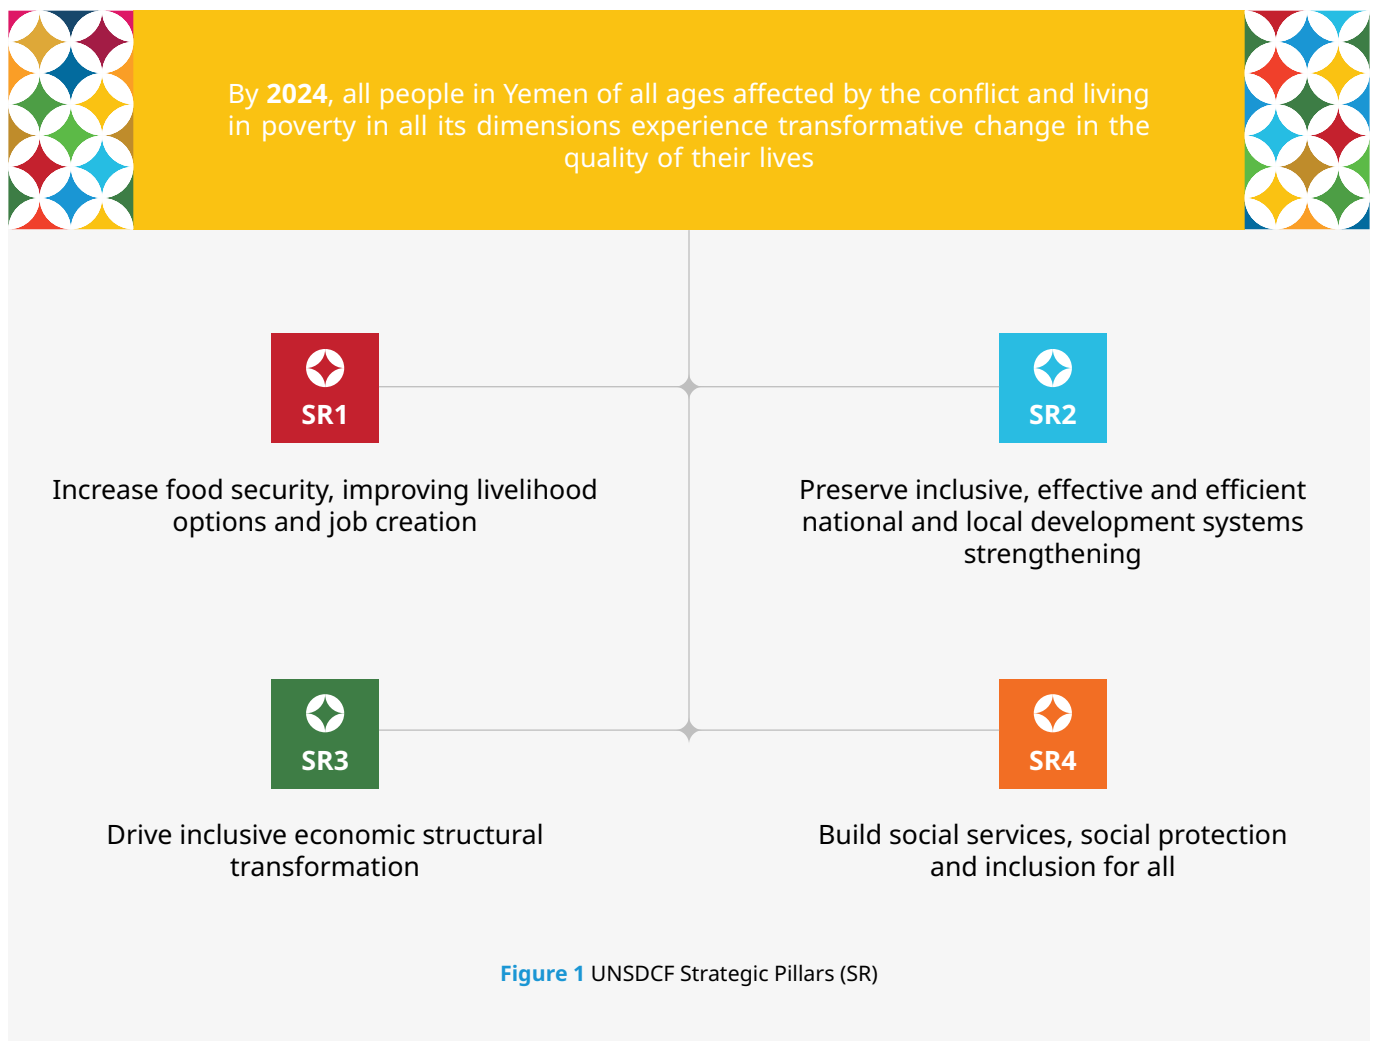 By 2024, all people in Yemen of all ages affected by the conflict and living
in poverty in all its dimensions experience transformative change in the
quality of their lives
SR1
Increase food security, improving livelihood
options and job creation
SR2
Preserve inclusive, effective and efficient
national and local development systems
strengthening
SR3
Drive inclusive economic structural
transformation
SR4
Build social services, social protection
and inclusion for all
Figure 1 UNSDCF Strategic Pillars (SR)